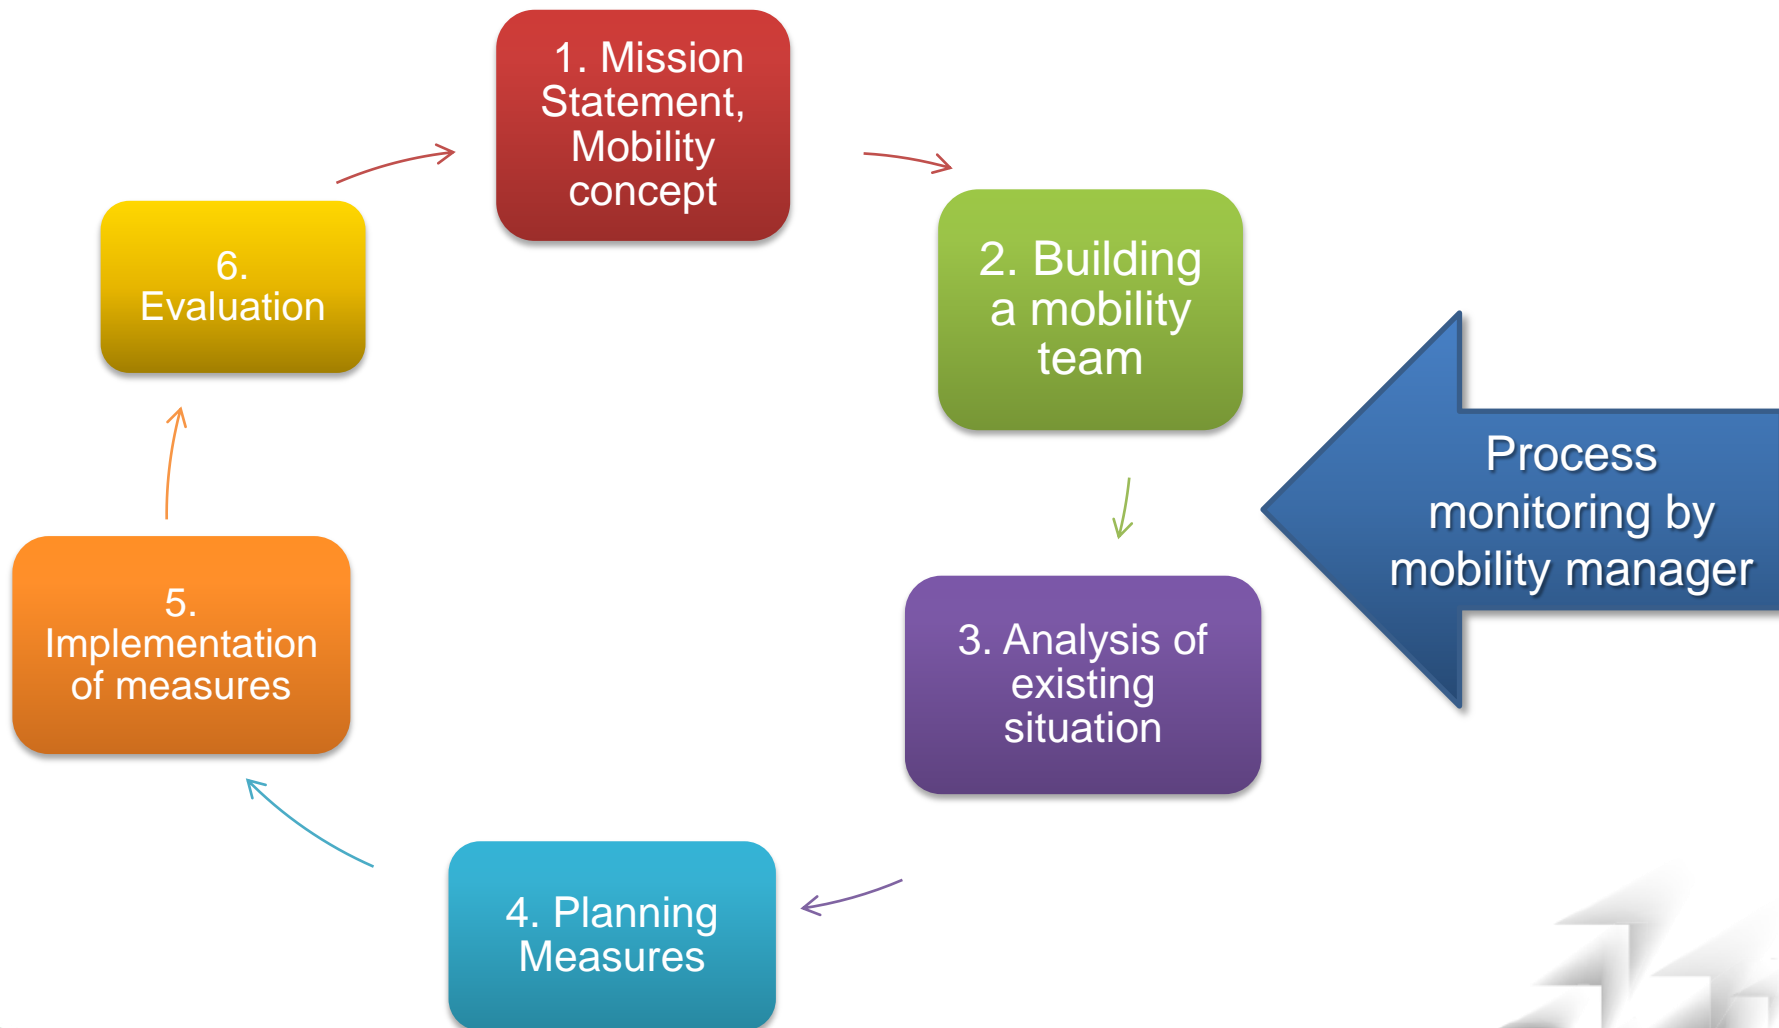 1. Mission
Statement,
Mobility
concept
2. Building
a mobility
team
3. Analysis of
existing
situation
4. Planning
Measures
5.
Implementation
of measures
6.
Evaluation
Process
monitoring by
mobility manager